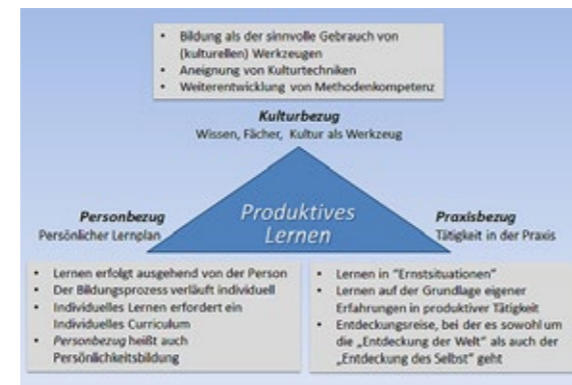 • Bildung als der sinnvolle Gebrauch von
(kulturellen) Werkzeugen
• Aneignung von Kulturtechniken
• Weiterentwicklung von Methodenkompetenz
Kulturbezug
Wissen, Fächer, Kultur als Werkzeug
Personbezug
Persönlicher Lernplan
Produktives
Lernen
Praxisbezug
Tätigkeit in der Praxis
• Lernen erfolgt ausgehend von der Person
• Der Bildungsprozess verläuft individuell
• Individuelles Lernen erfordert ein
Individuelles Curriculum
• Personbezug heißt auch
Persönlichkeitsbildung
• Lernen in "Ernstsituationen"
• Lernen auf der Grundlage eigener
Erfahrungen in produktiver Tätigkeit
• Entdeckungsreise, bei der es sowohl um
die „Entdeckung der Welt" als auch der
„Entdeckung des Selbst" geht